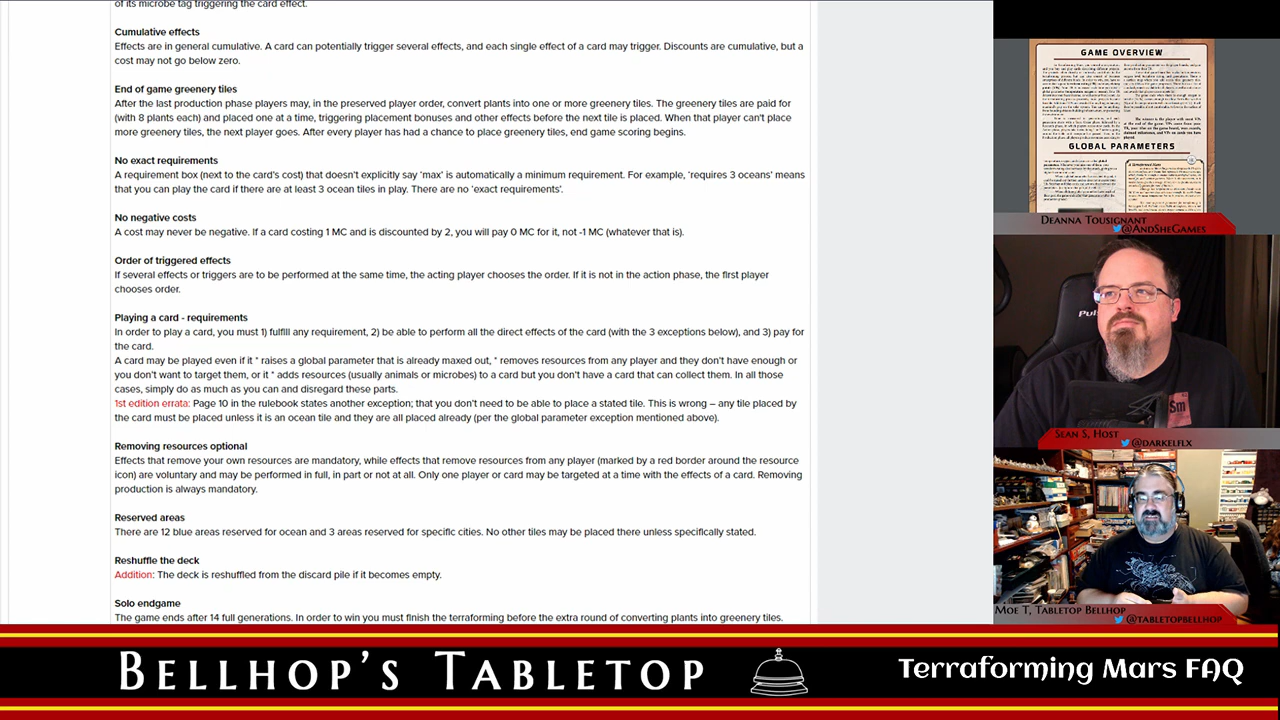 of its microbe tag triggering the card effect.
Cumulative effects
Effects are in general cumulative. A card can potentially trigger several effects, and each single effect of a card may trigger. Discounts are cumulative, but a
cost may not go below zero.
End of game greenery tiles
After the last production phase players may, in the normal player order, convert plants into one or more greenery tiles. The greenery tiles are paid for
(with 8 plants each) and placed one at a time, triggering placement bonuses and other effects before the next tile is placed. When that player can't place
more greenery tiles, the next player goes. After every player has had a chance to place greenery tiles, end game scoring begins.
No exact requirements
A requirement box (next to the card's cost) that doesn't explicitly say 'max' is automatically a minimum requirement. For example, 'requires 3 oceans' means
that you can play the card if there are at least 3 ocean tiles in play. There are no 'exact requirements'.
No negative costs
A cost may never be negative. If a card costing 1 MC and is discounted by 2, you will pay 0 MC for it, not -1 MC (whatever that is).
Order of triggered effects
If several effects or triggers are to be performed at the same time, the acting player chooses the order. If it is not in the action phase, the first player
chooses order.
Playing a card - requirements
In order to play a card, you must 1) fulfill any requirement, 2) be able to perform all the direct effects of the card (with the 3 exceptions below), and 3) pay for
the card.
A card may be played even if it * raises a global parameter that is already maxed out, * removes resources from any player and they don't have enough or
you don't want to target them, or it * adds resources (usually animals or microbes) to a card but you don't have a card that can collect them. In all those
cases, simply do as much as you can and disregard these parts.
1st edition errata: Page 10 in the rulebook states another exception; that you don't need to be able to place a stated tile. This is wrong – any tile placed by
the card must be placed unless it is an ocean tile and they are all placed already (per the global parameter exception mentioned above).
Removing resources optional
Effects that remove your own resources are mandatory, while effects that remove resources from any player (marked by a red border around the resource
icon) are voluntary and may be performed in full, in part or not at all. Only one player or card may be targeted at a time with the effects of a card. Removing
production is always mandatory.
Reserved areas
There are 12 blue areas reserved for ocean and 3 areas reserved for specific cities. No other tiles may be placed there unless specifically stated.
Reshuffle the deck
Addition: The deck is reshuffled from the discard pile if it becomes empty.
Solo endgame
The game ends after 14 full generations. In order to win you must finish the terraforming before the extra round of converting plants into greenery tiles.
GAME OVERVIEW
GLOBAL PARAMETERS
Deanna Tousignant
@AndSheGames
Sm
Sean S, Host
@darkelflx
Moe T, Tabletop Bellhop
@tabletopbellhop
Bellhop's Tabletop
Terraforming Mars FAQ